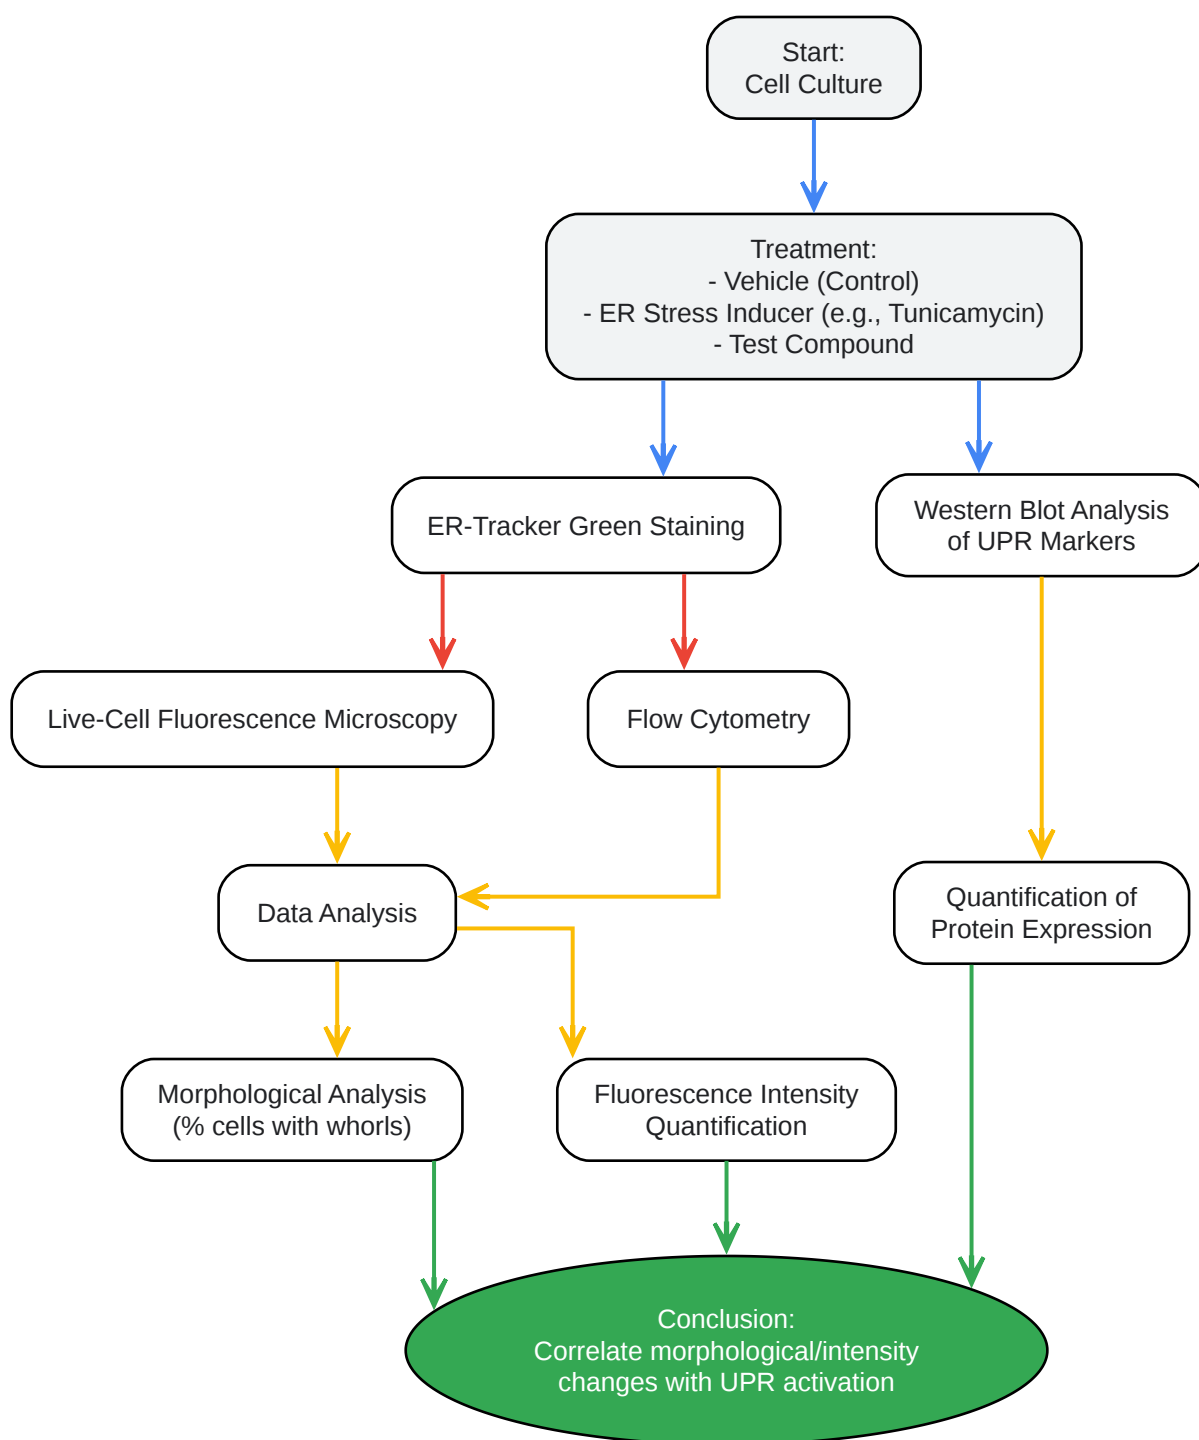 Start:
Cell Culture
Treatment:
- Vehicle (Control)
- ER Stress Inducer (e.g., Tunicamycin)
- Test Compound
ER-Tracker Green Staining
Western Blot Analysis
of UPR Markers
Live-Cell Fluorescence Microscopy
Flow Cytometry
Data Analysis
Quantification of
Protein Expression
Morphological Analysis
(% cells with whorls)
Fluorescence Intensity
Quantification
Conclusion:
Correlate morphological/intensity
changes with UPR activation